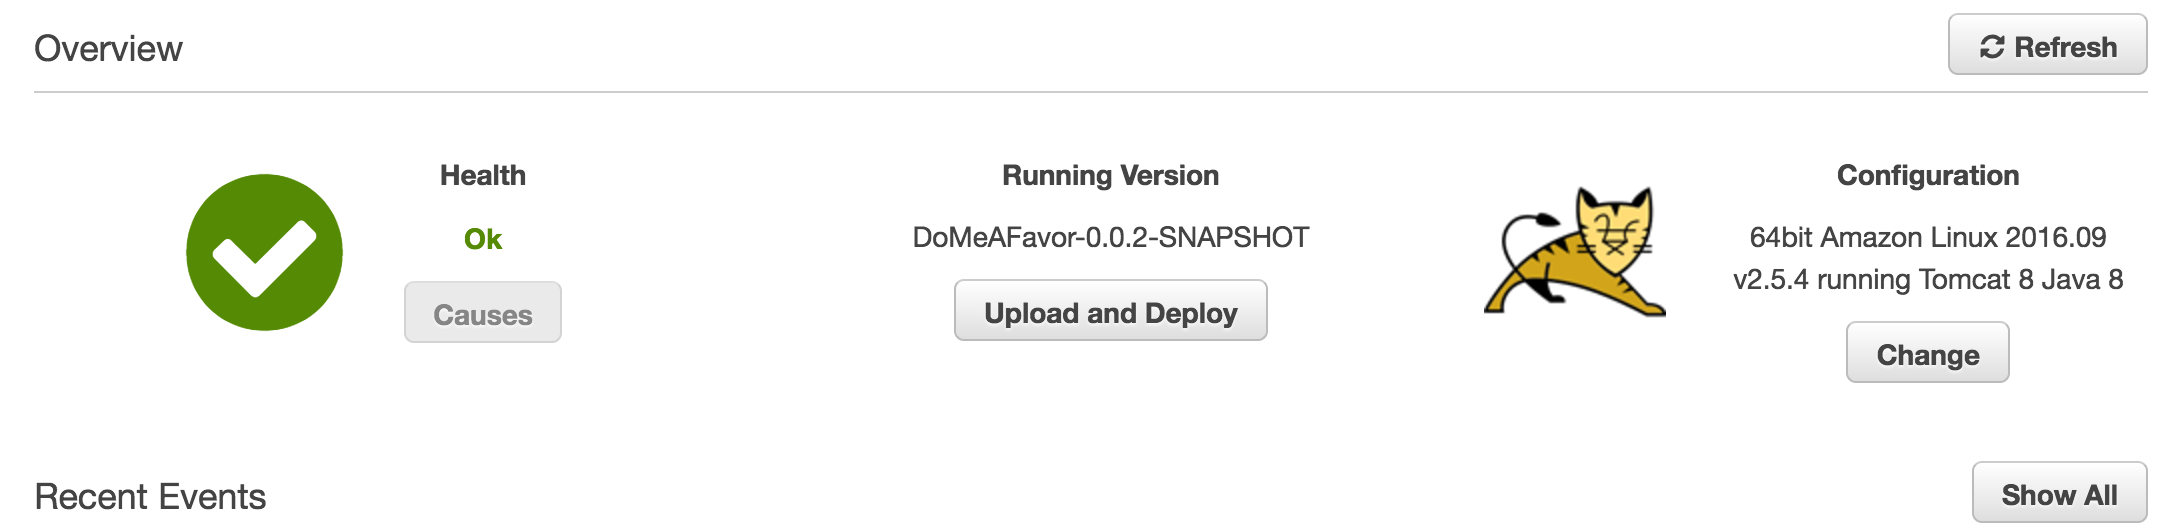 Overview
Refresh
Health
Ok
Causes
Running Version
DoMeAFavor-0.0.2-SNAPSHOT
Upload and Deploy
Configuration
64bit Amazon Linux 2016.09
v2.5.4 running Tomcat 8 Java 8
Change
Recent Events
Show All